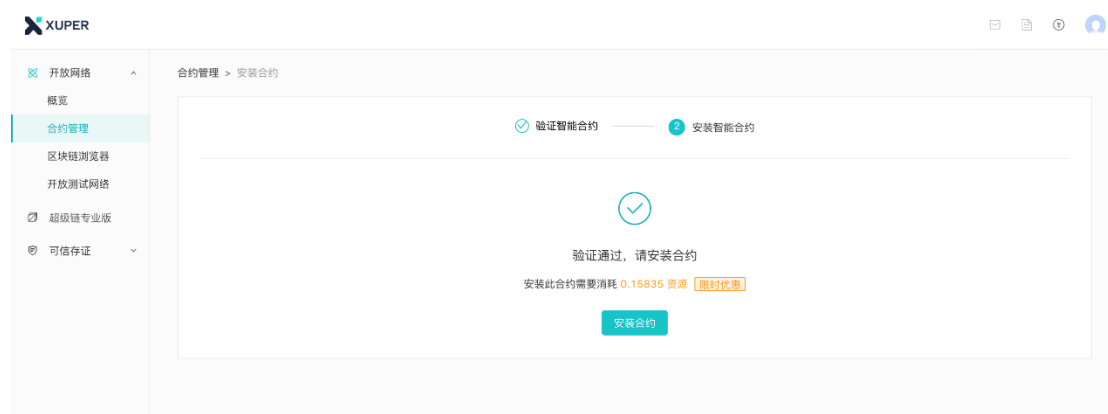 XUPER
开放网络
概览
合约管理
区块链浏览器
开放测试网络
超级链专业版
可信存证
合约管理 > 安装合约
验证智能合约 2 安装智能合约
验证通过，请安装合约
安装此合约需要消耗 0.15835 资源 限时优惠
安装合约